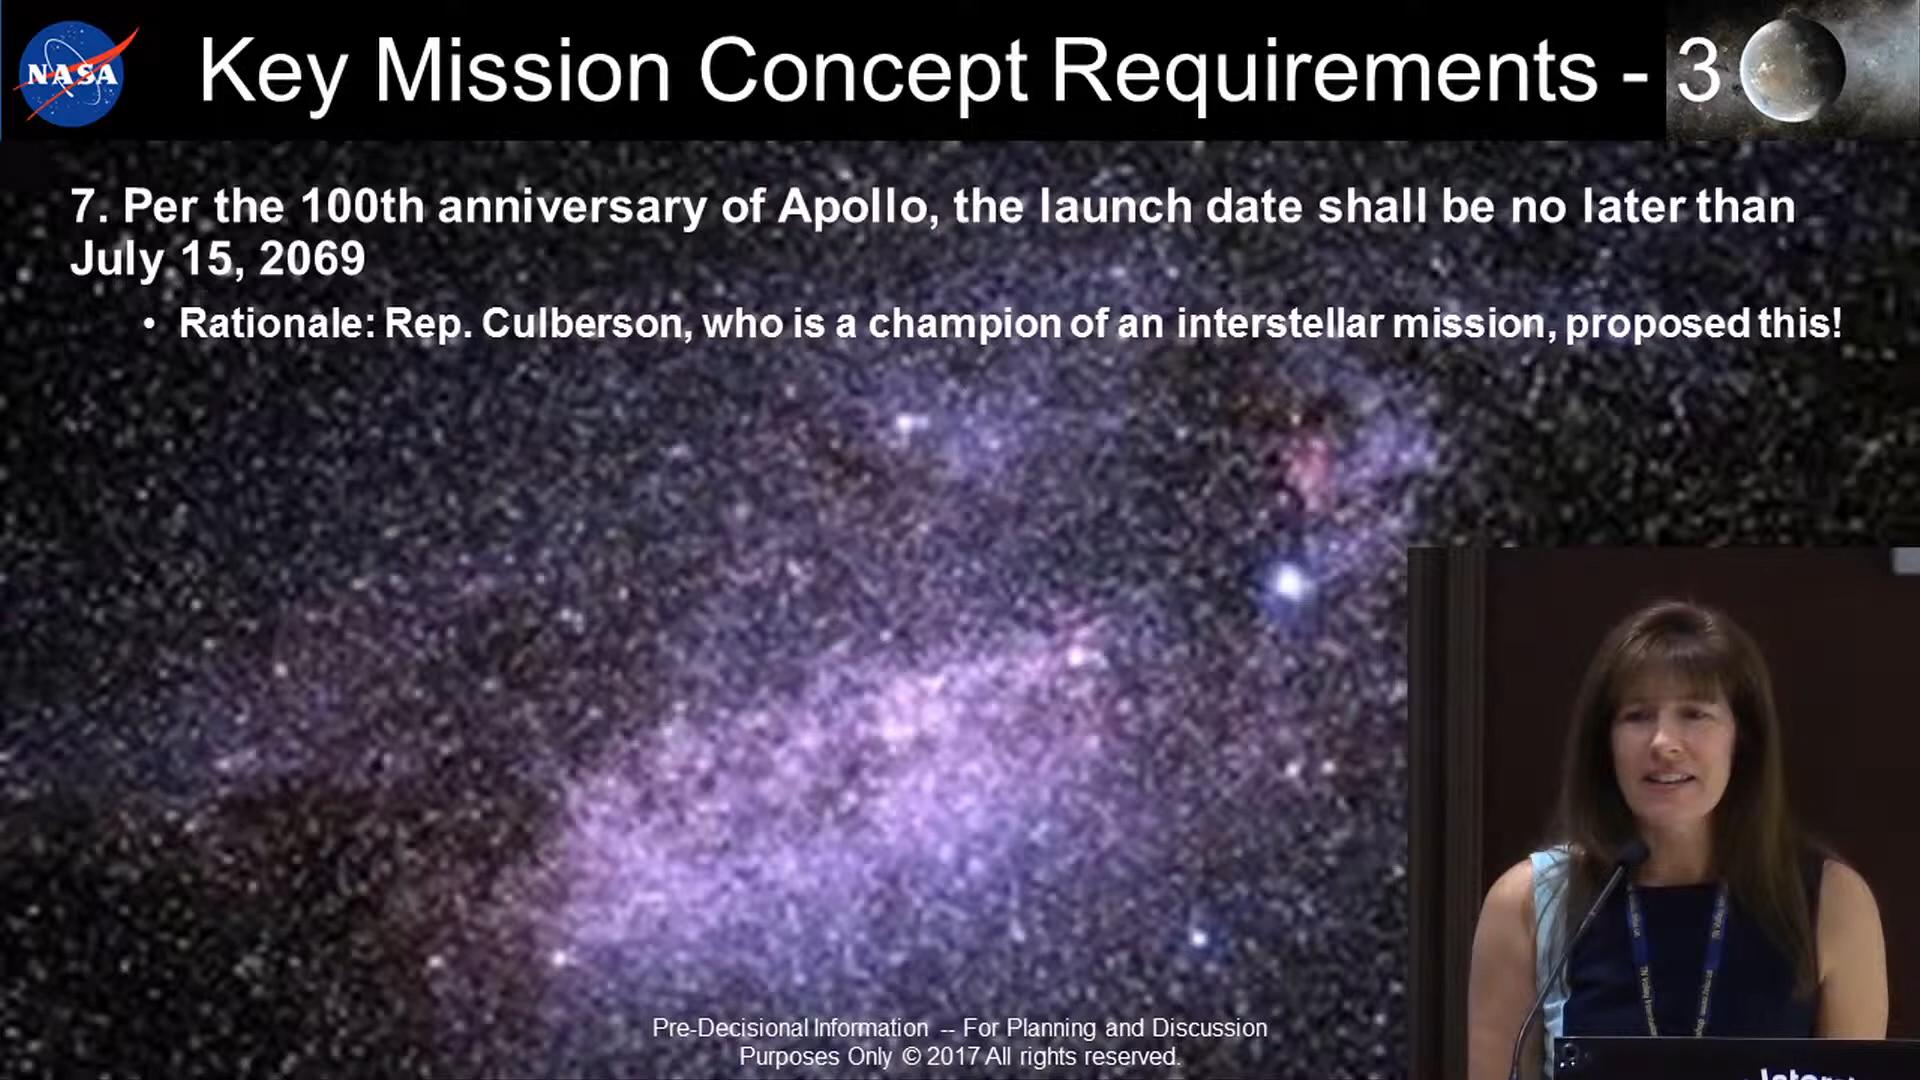 NASA
Key Mission Concept Requirements - 3
7. Per the 100th anniversary of Apollo, the launch date shall be no later than
July 15, 2069
• Rationale: Rep. Culberson, who is a champion of an interstellar mission, proposed this!
Pre-Decisional Information -- For Planning and Discussion
Purposes Only © 2017 All rights reserved.